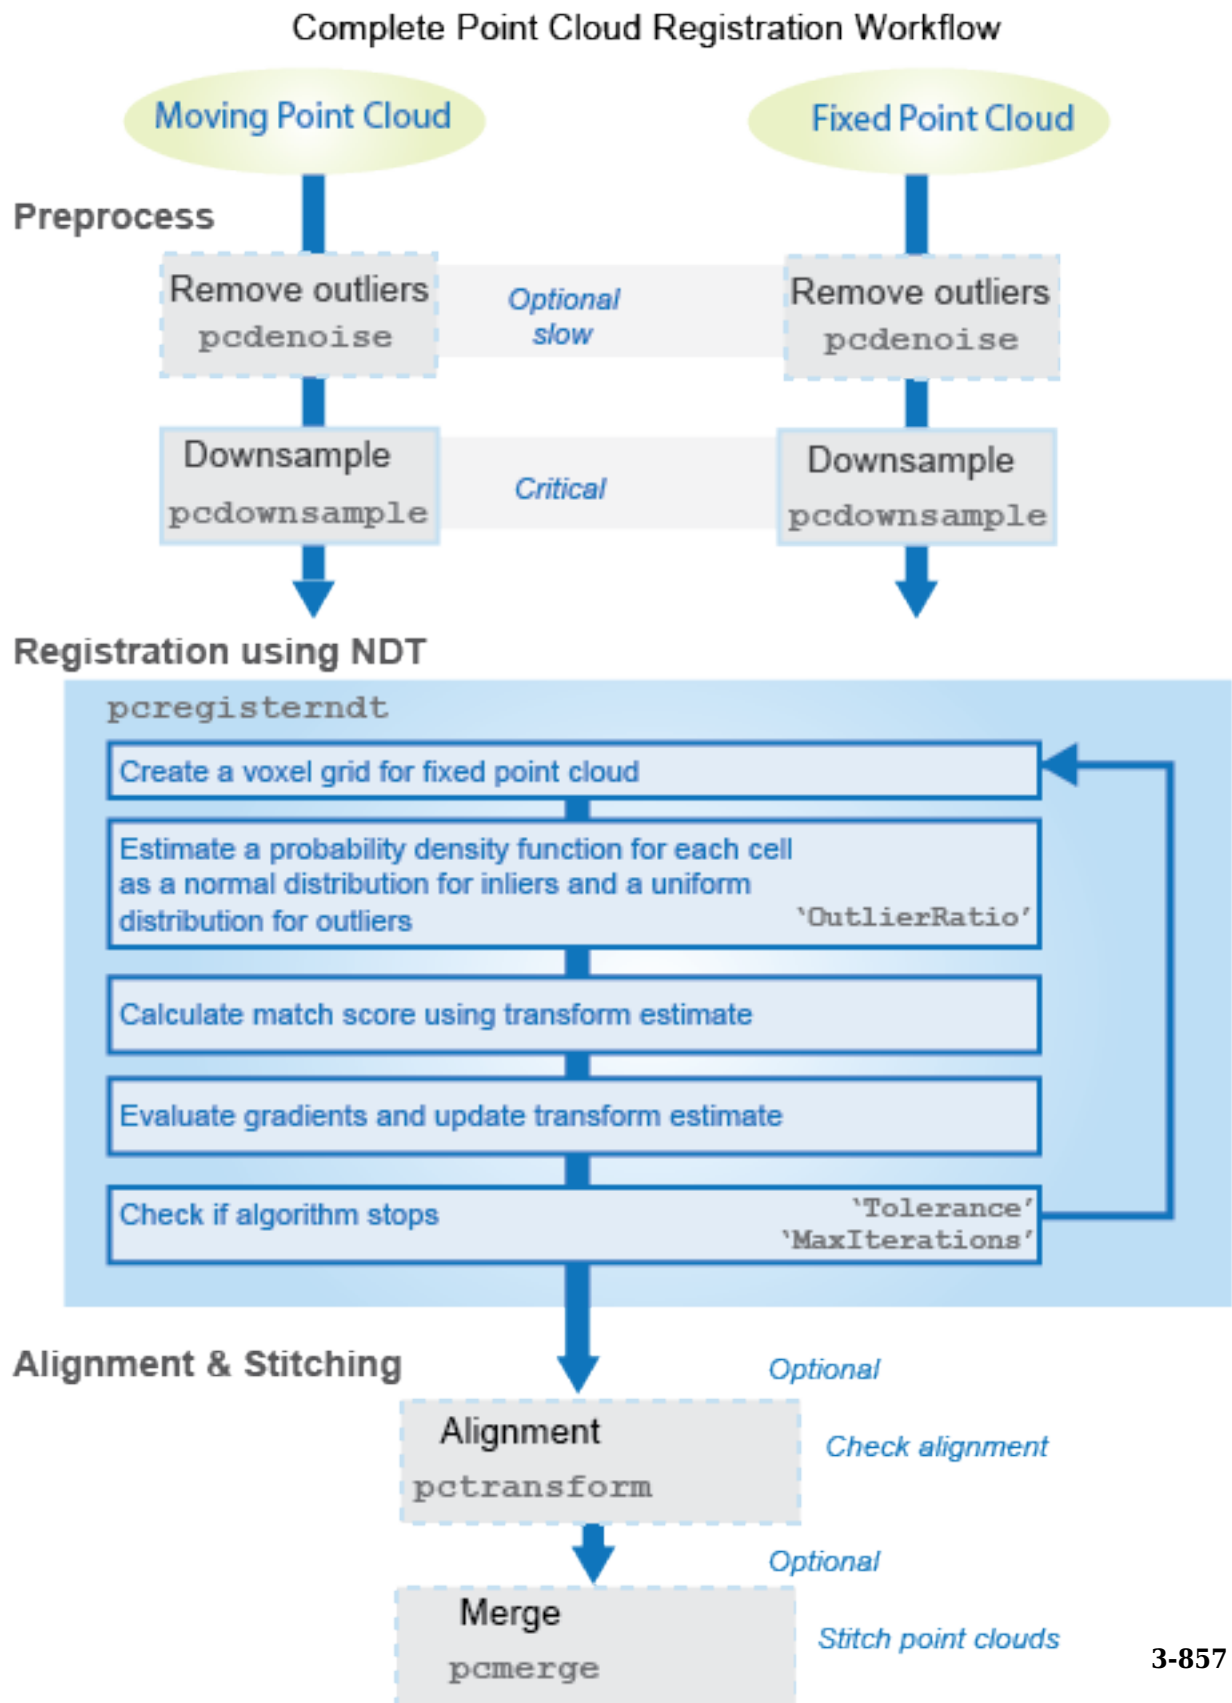 Complete Point Cloud Registration Workflow
Moving Point Cloud
Fixed Point Cloud
Preprocess
Remove outliers
pcdenoise
Optional
slow
Remove outliers
pcdenoise
Downsample
pcdownsample
Critical
Downsample
pcdownsample
Registration using NDT
pcregisterndt
Create a voxel grid for fixed point cloud
Estimate a probability density function for each cell
as a normal distribution for inliers and a uniform
distribution for outliers
‘OutlierRatio’
Calculate match score using transform estimate
Evaluate gradients and update transform estimate
Check if algorithm stops
‘Tolerance’
‘MaxIterations’
Alignment & Stitching
Optional
Alignment
pctransform
Check alignment
Optional
Merge
pcmerge
Stitch point clouds
3-857